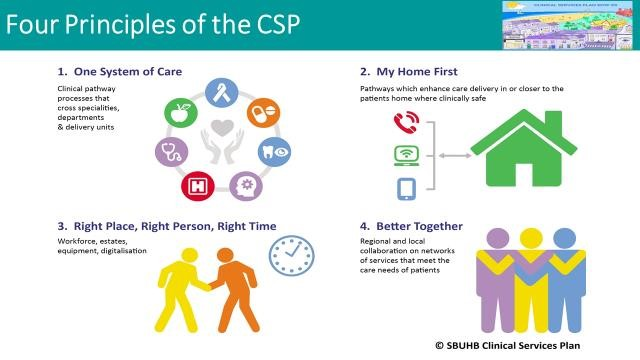 Four Principles of the CSP
CLINICAL SERVICES PLAN
1. One System of Care
Clinical pathway
processes that
cross specialities,
departments
& delivery units
H
2. My Home First
Pathways which enhance care delivery in or closer to the
patients home where clinically safe
3. Right Place, Right Person, Right Time
Workforce, estates,
equipment, digitalisation
4. Better Together
Regional and local
collaboration on networks
of services that meet the
care needs of patients
© SBUHB Clinical Services Plan